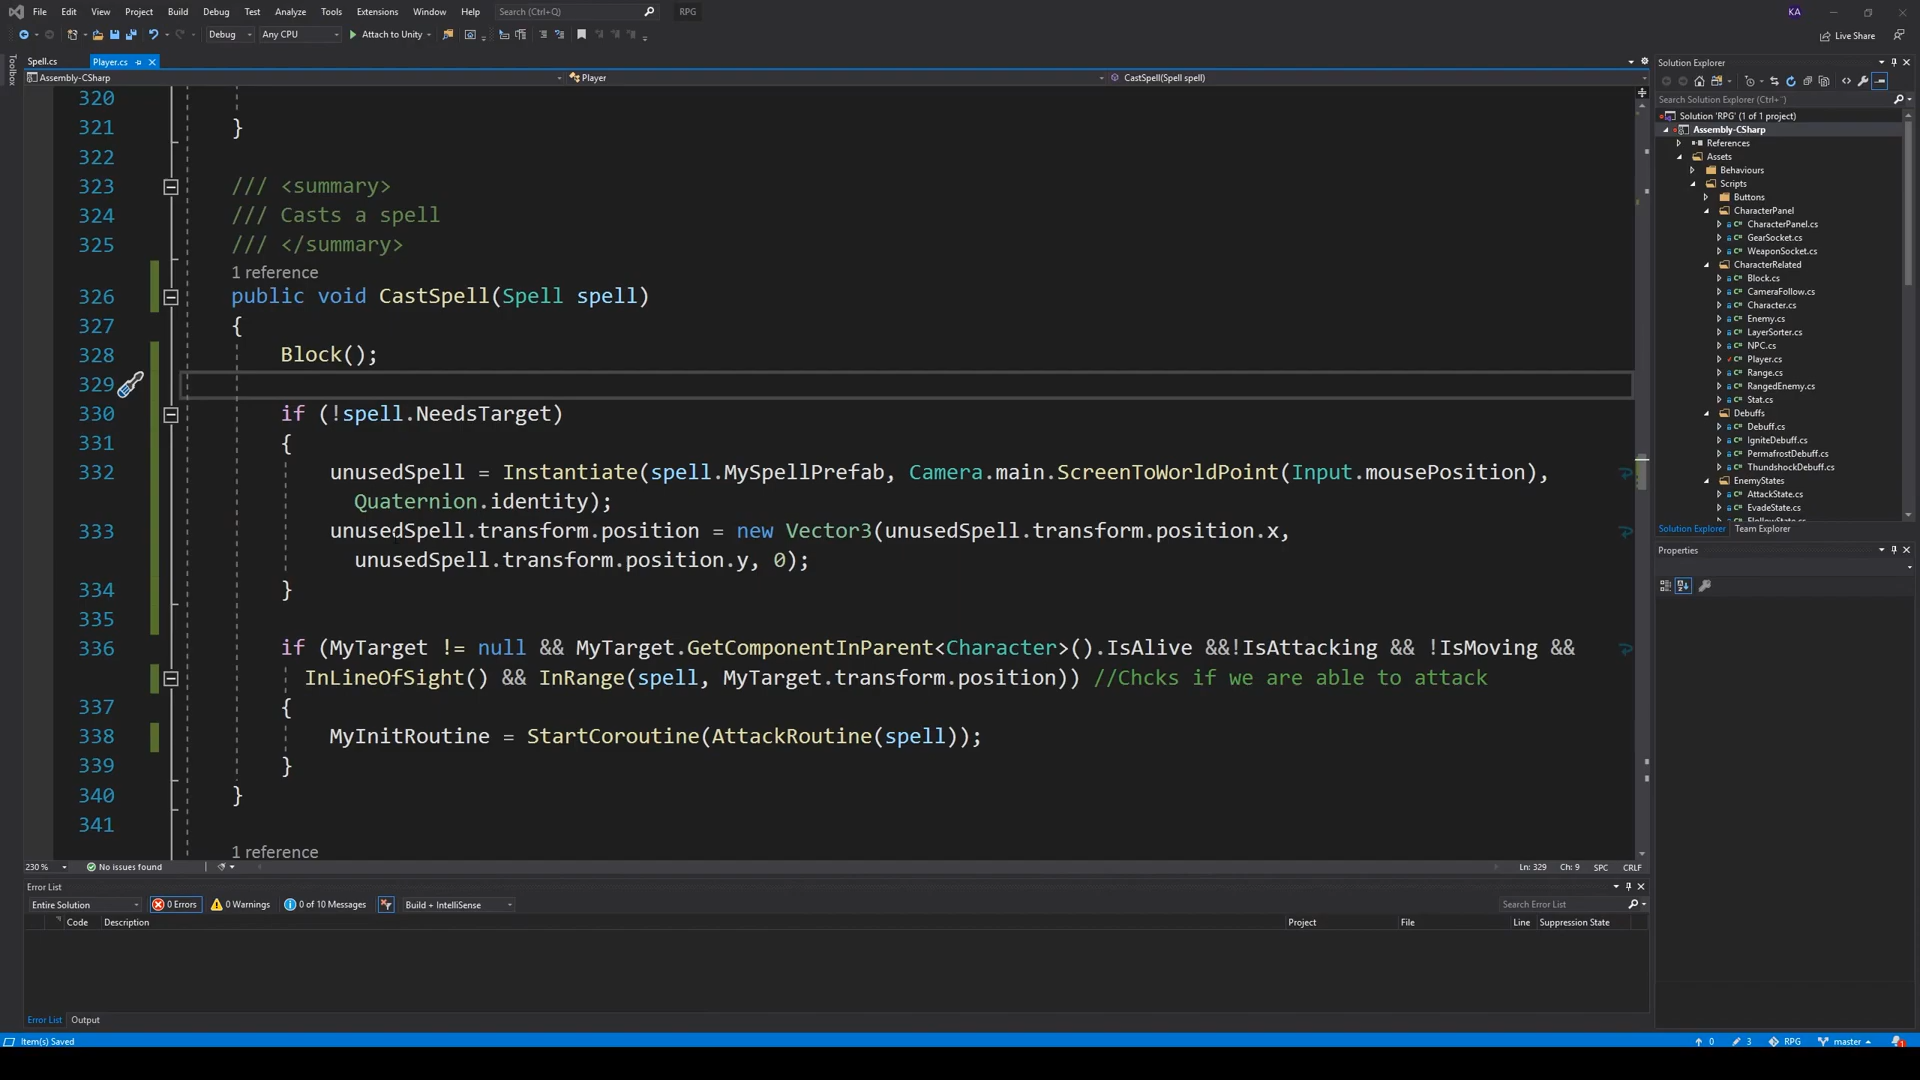 File Edit View Project Build Debug Test Analyze Tools Extensions Window Help Search (Ctrl+Q) RPG KA
Debug Any CPU Attach to Unity Live Share
Spell.cs Player.cs
Assembly-CSharp Player CastSpell(Spell spell)
320
321 }
322
323 /// <summary>
324 /// Casts a spell
325 /// </summary>
1 reference
326 public void CastSpell(Spell spell)
327 {
328 Block();
329
330 if (!spell.NeedsTarget)
331 {
332 unusedSpell = Instantiate(spell.MySpellPrefab, Camera.main.ScreenToWorldPoint(Input.mousePosition),
Quaternion.identity);
333 unusedSpell.transform.position = new Vector3(unusedSpell.transform.position.x,
unusedSpell.transform.position.y, 0);
334 }
335
336 if (MyTarget != null && MyTarget.GetComponentInParent<Character>().IsAlive &&!IsAttacking && !IsMoving &&
InLineOfSight() && InRange(spell, MyTarget.transform.position)) //Chcks if we are able to attack
337 {
338 MyInitRoutine = StartCoroutine(AttackRoutine(spell));
339 }
340 }
341
1 reference
230 % No issues found Ln: 329 Ch: 9 SPC CRLF
Error List
Entire Solution 0 Errors 0 Warnings 0 of 10 Messages Build + IntelliSense Search Error List
Code Description Project File Line Suppression State
Error List Output
Item(s) Saved 0 3 RPG master 1
Toolbox
Solution Explorer
Search Solution Explorer (Ctrl+¨)
Solution 'RPG' (1 of 1 project)
Assembly-CSharp
References
Assets
Behaviours
Scripts
Buttons
CharacterPanel
CharacterPanel.cs
GearSocket.cs
WeaponSocket.cs
CharacterRelated
Block.cs
CameraFollow.cs
Character.cs
Enemy.cs
LayerSorter.cs
NPC.cs
Player.cs
Range.cs
RangedEnemy.cs
Stat.cs
Debuffs
Debuff.cs
IgniteDebuff.cs
PermafrostDebuff.cs
ThundshockDebuff.cs
EnemyStates
AttackState.cs
EvadeState.cs
Solution Explorer Team Explorer
Properties